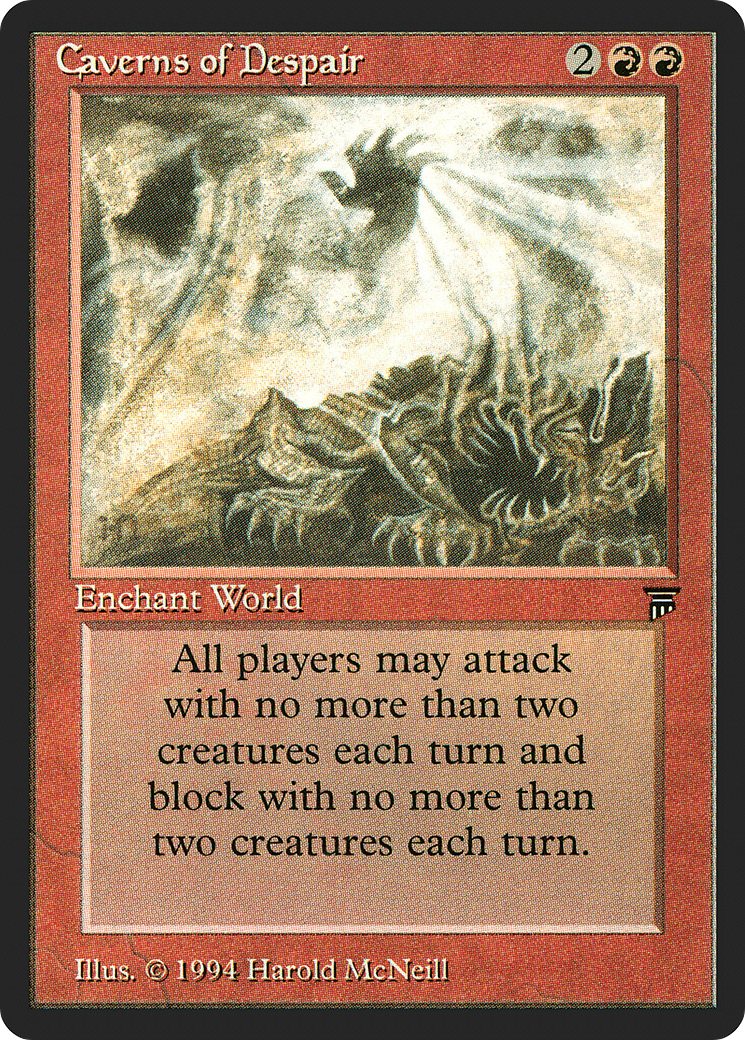 Caverns of Despair 2
Enchant World
All players may attack
with no more than two
creatures each turn and
block with no more than
two creatures each turn.
Illus. © 1994 Harold McNeill